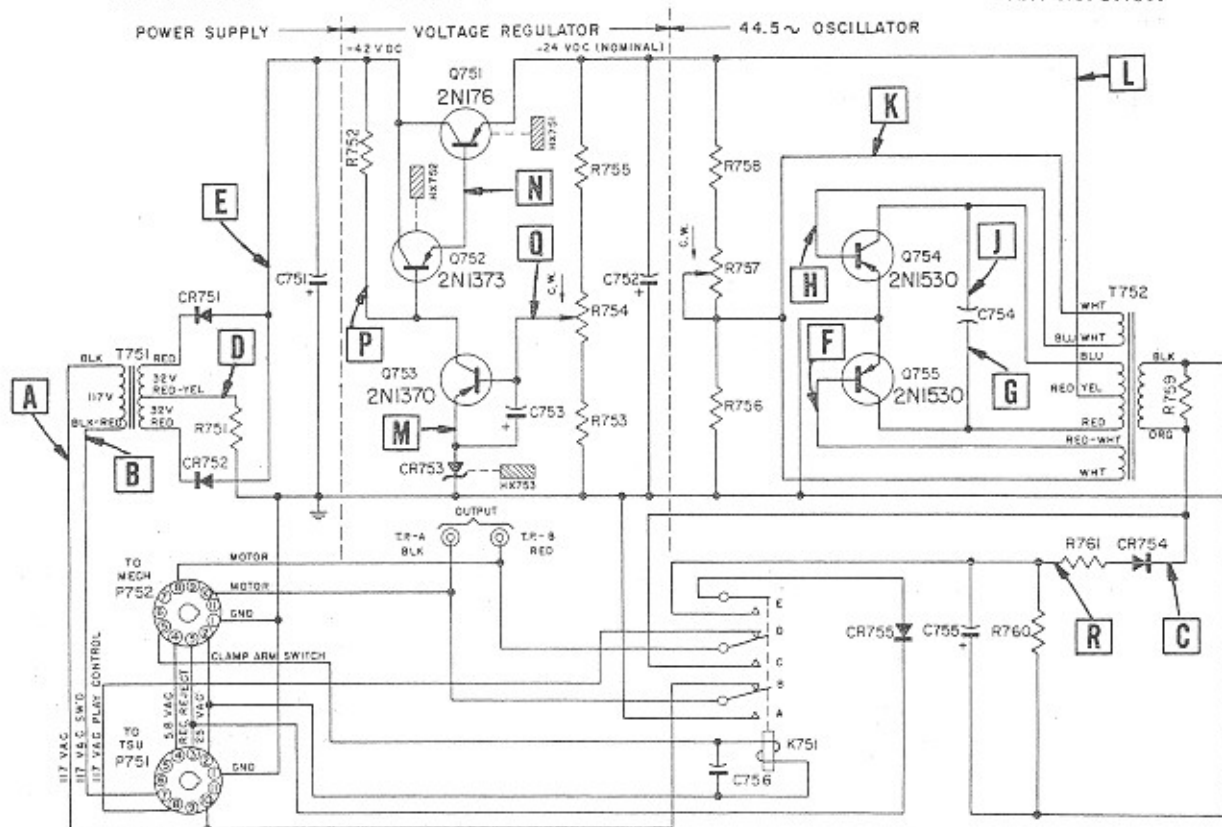 POWER SUPPLY
VOLTAGE REGULATOR
44.5~ OSCILLATOR
-42 V DC
-24 VDC (NOMINAL)
Q751
2N176
HX751
R752
HX752
N
K
L
E
R755
R758
C751
+
Q752
2N1373
Q
C.W.
C752
+
C.W.
R757
H
Q754
2N1530
J
C754
T752
WHT
BLU WHT
CR751
P
R754
F
G
BLU
BLK
R759
BLK
T751
RED
D
117V
32V
RED-YEL
32V
BLK-RED
R751
Q753
2N1370
C753
+
R753
R756
Q755
2N1530
RED YEL
RED
ORG
A
B
CR752
M
CR753
HX753
RED-WHT
WHT
OUTPUT
T.P.-A
BLK
T.P.-B
RED
TO
MECH
P752
MOTOR
MOTOR
GND
R761
CR754
R
C
E
D
C
B
A
CR755
C755
+
R760
CLAMP ARM SWITCH
117 VAC
117 VAC SW'D
117 VAC PLAY CONTROL
5.8 VAC
REC. REJECT
25 VAC
TO
TSU
P751
GND
K751
C756